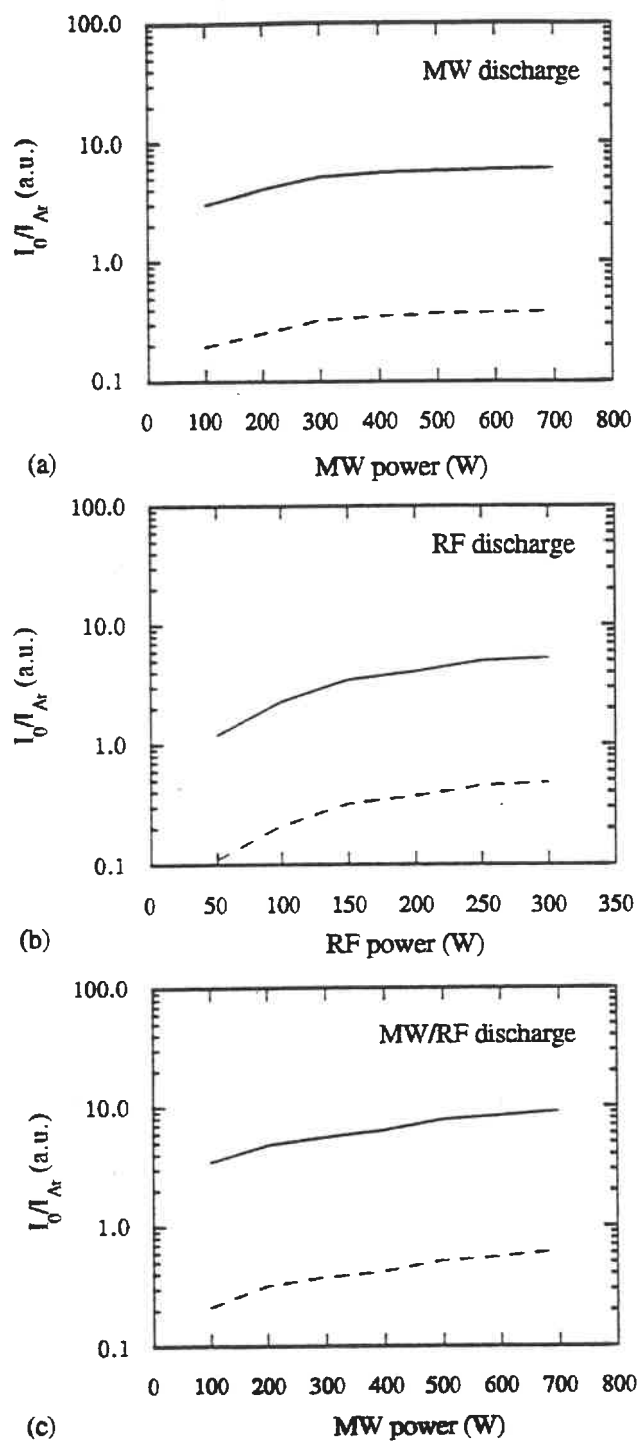 100.0
MW discharge
10.0
1.0
0.1
I0/IAr (a.u.)
0 100 200 300 400 500 600 700 800
(a) MW power (W)
100.0
RF discharge
10.0
1.0
0.1
I0/IAr (a.u.)
0 50 100 150 200 250 300 350
(b) RF power (W)
100.0
MW/RF discharge
10.0
1.0
0.1
I0/IAr (a.u.)
0 100 200 300 400 500 600 700 800
(c) MW power (W)